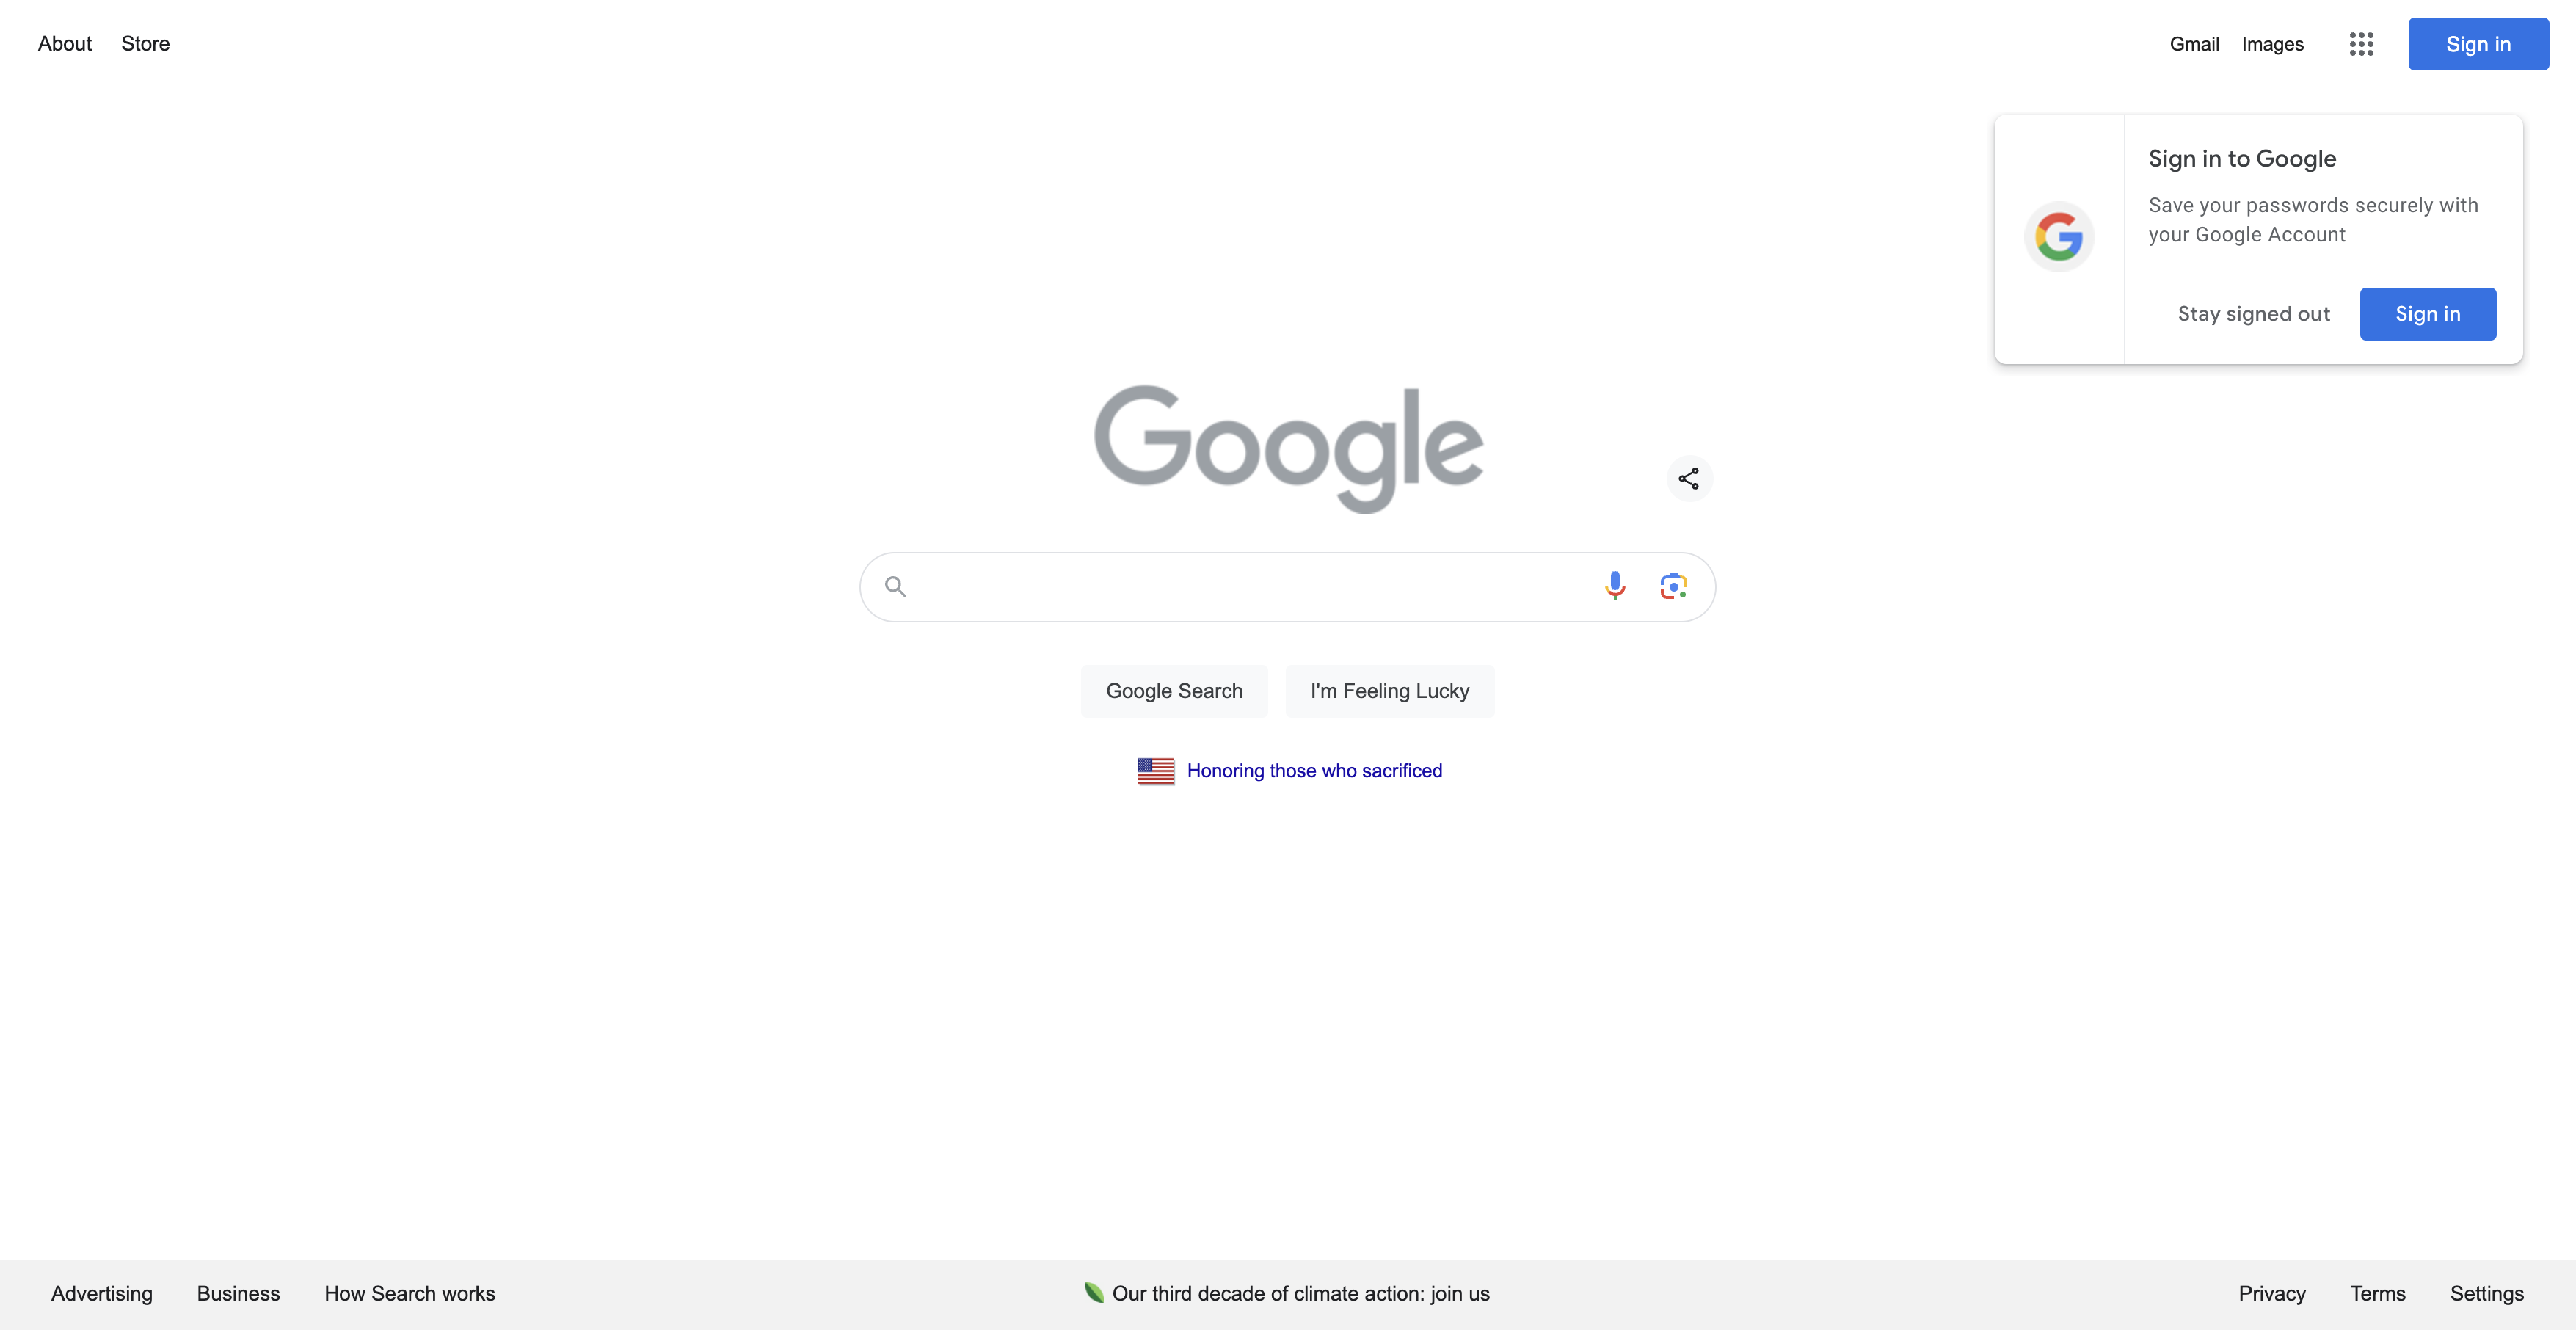 About Store
Gmail Images Sign in
Sign in to Google
Save your passwords securely with
your Google Account
Stay signed out Sign in
Google
Google Search I'm Feeling Lucky
Honoring those who sacrificed
Advertising Business How Search works
Our third decade of climate action: join us
Privacy Terms Settings